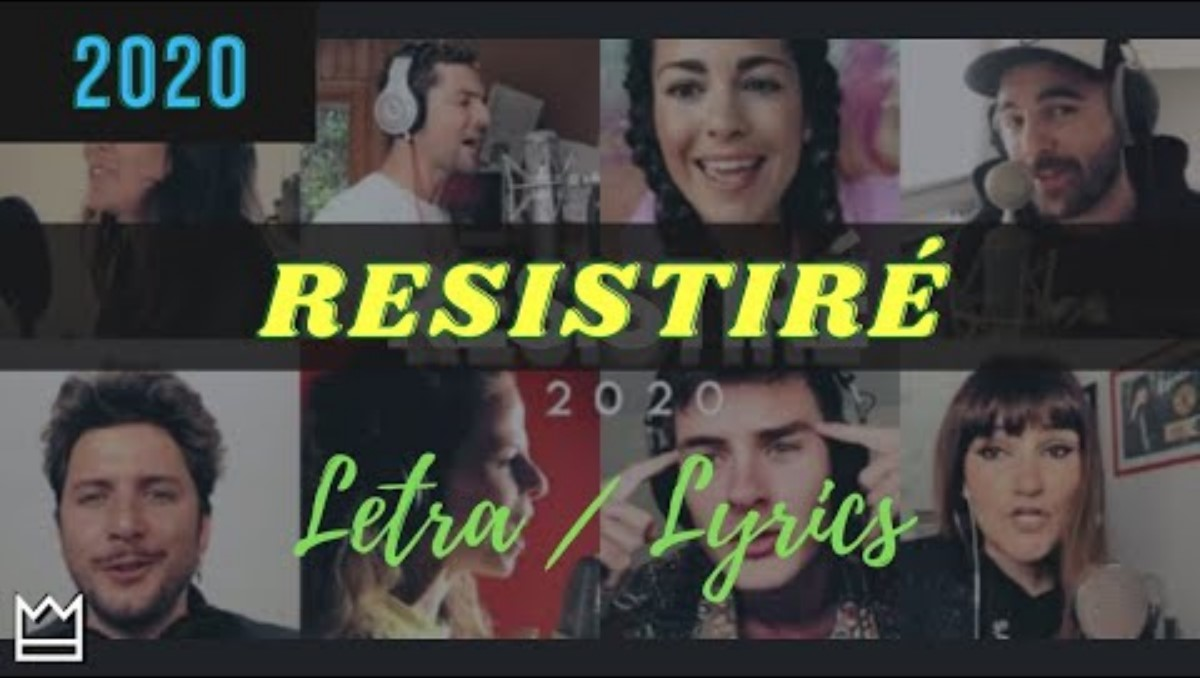 2020
RESISTIRÉ
2020
Letra / Lyrics